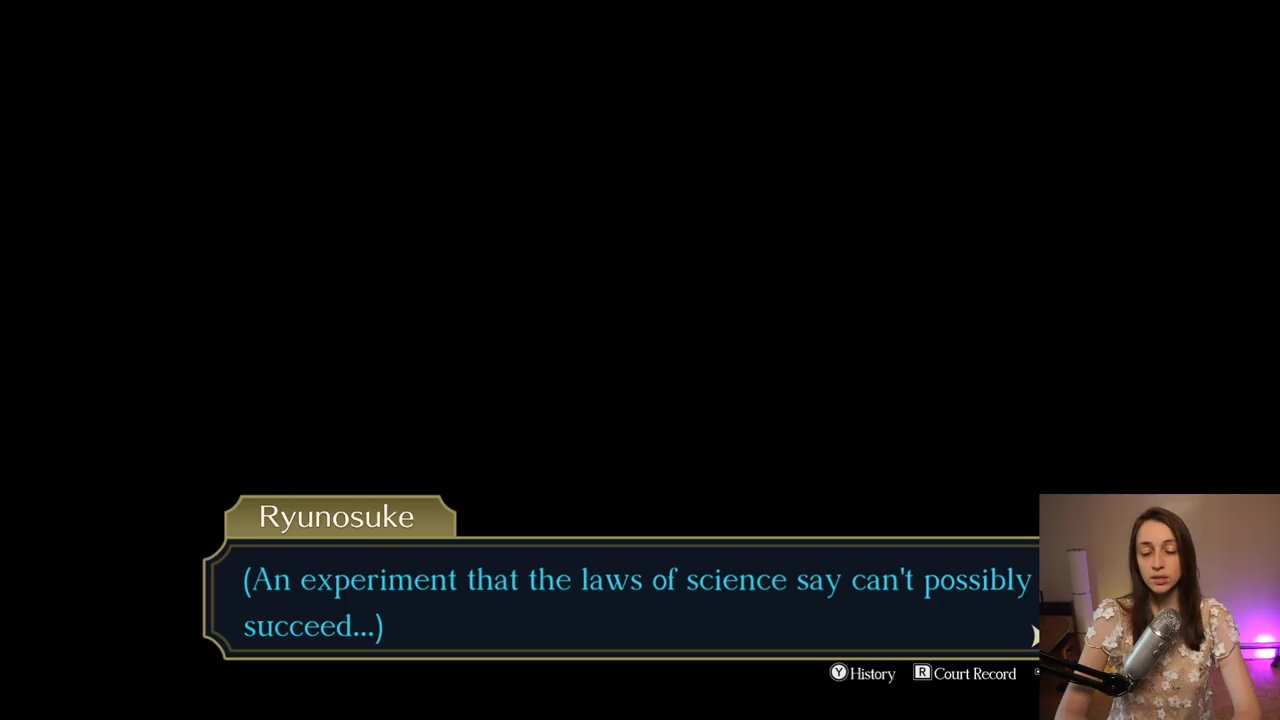 Ryunosuke
(An experiment that the laws of science say can't possibly
succeed...)
Y History R Court Record